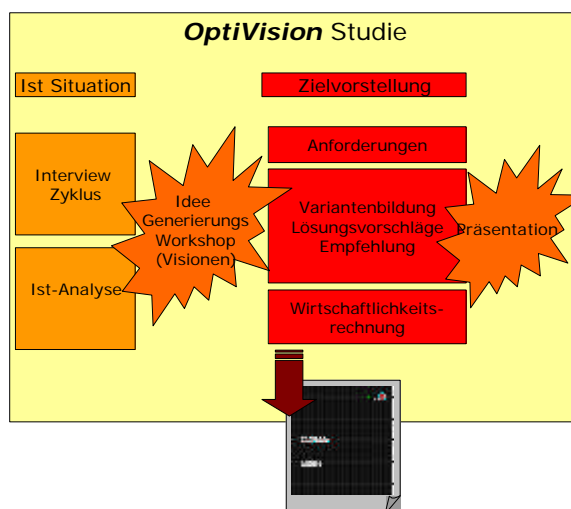 OptiVision Studie
Ist Situation
Zielvorstellung
Interview
Zyklus
Ist-Analyse
Idee
Generierungs
Workshop
(Visionen)
Anforderungen
Variantenbildung
Lösungsvorschläge
Empfehlung
Wirtschaftlichkeits-
rechnung
Präsentation